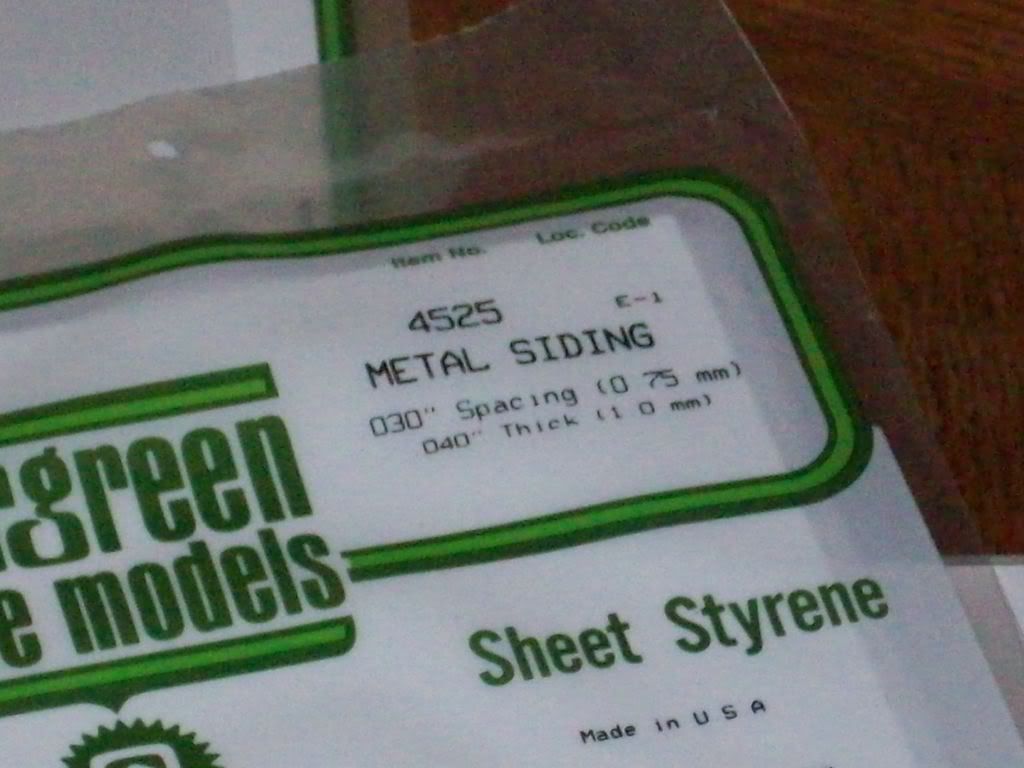 Item No. Loc. Code
4525 E-1
METAL SIDING
030" Spacing (0 75 mm)
040" Thick (1 0 mm)
rgreen
e models
Sheet Styrene
Made in U S A